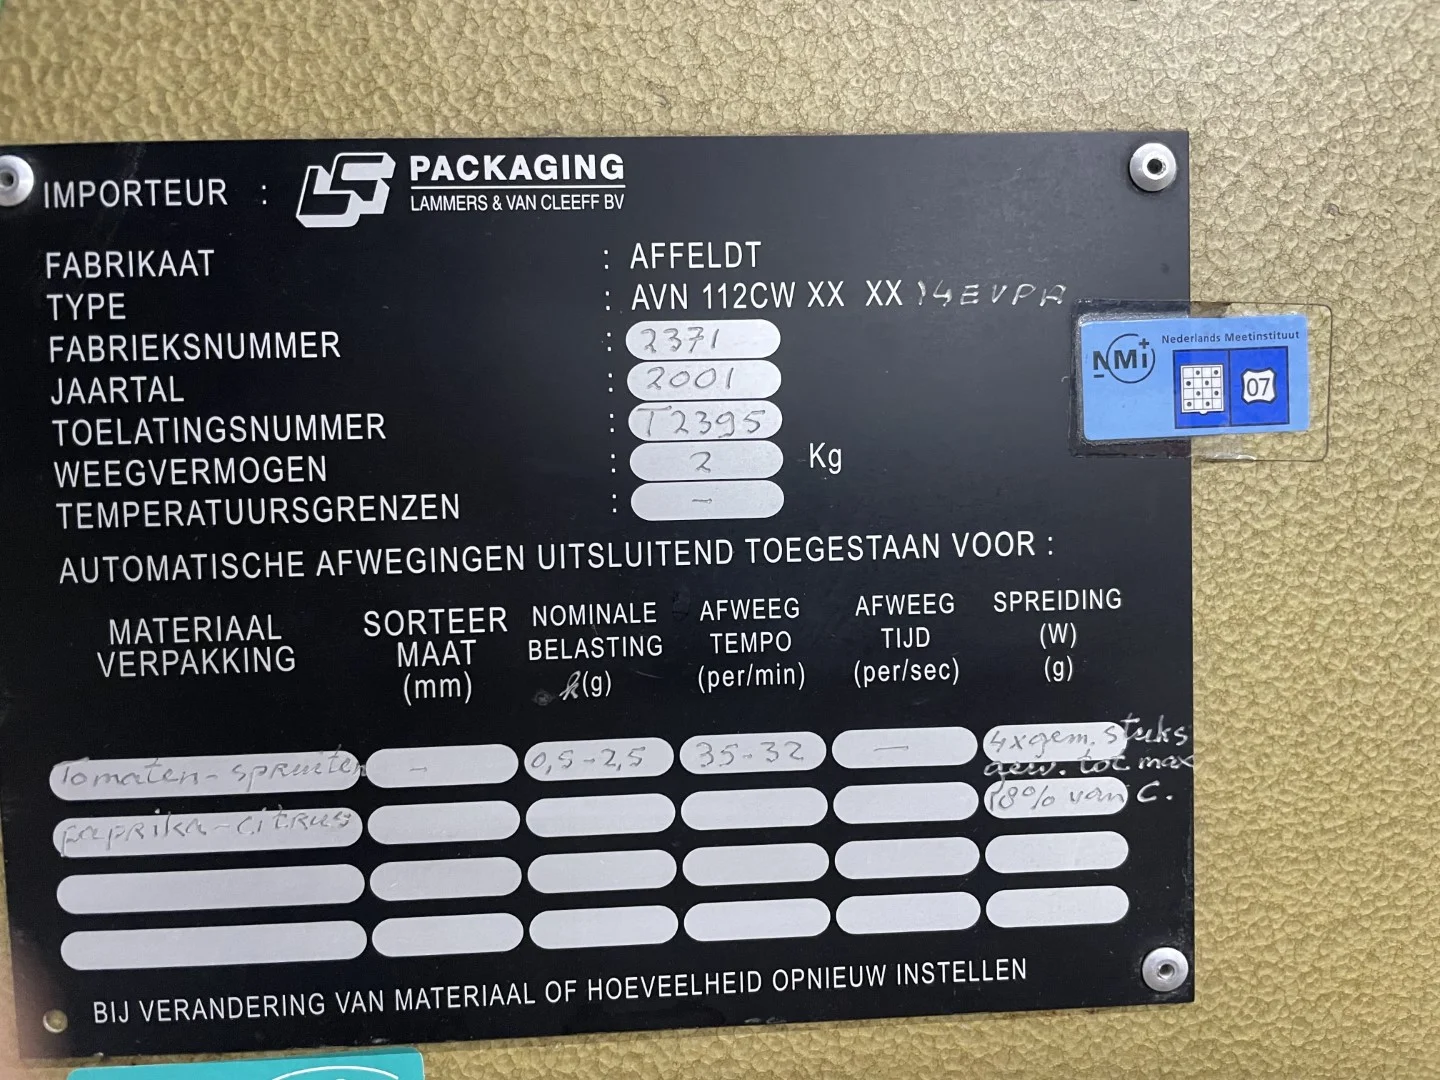 IMPORTEUR : LS PACKAGING
LAMMERS & VAN CLEEFF BV
FABRIKAAT : AFFELDT
TYPE : AVN 112CW XX XX 14EVPA
FABRIEKSNUMMER : 2371
JAARTAL : 2001
TOELATINGSNUMMER : T2395
WEEGVERMOGEN : 2 Kg
TEMPERATUURSGRENZEN : -
NMi Nederlands Meetinstituut
07
AUTOMATISCHE AFWEGINGEN UITSLUITEND TOEGESTAAN VOOR :
MATERIAAL VERPAKKING
SORTEER MAAT (mm)
NOMINALE BELASTING k(g)
AFWEEG TEMPO (per/min)
AFWEEG TIJD (per/sec)
SPREIDING (W) (g)
Tomaten-spruiten - 0,5-2,5 35-32 — 4xgem. stuks
gew. tot max
paprika-citrus 18% van C.
BIJ VERANDERING VAN MATERIAAL OF HOEVEELHEID OPNIEUW INSTELLEN